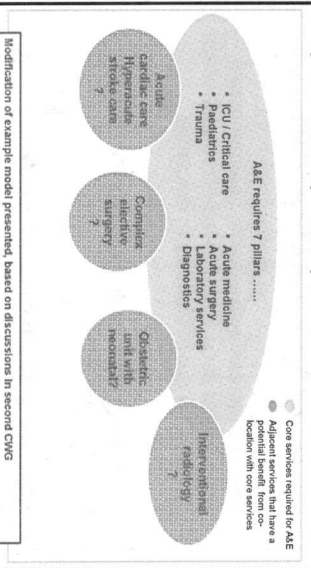 A&E requires 7 pillars ......
• ICU / Critical care
• Paediatrics
• Trauma
• Acute medicine
• Acute surgery
• Laboratory services
• Diagnostics
Core services required for A&E
Adjacent services that have a
potential benefit from co-
location with core services
Acute
cardiac care
Hyperacute
stroke care
?
Complex
elective
surgery
?
Obstetric
unit with
neonatal?
Interventional
radiology
?
Modification of example model presented, based on discussions in second CWG